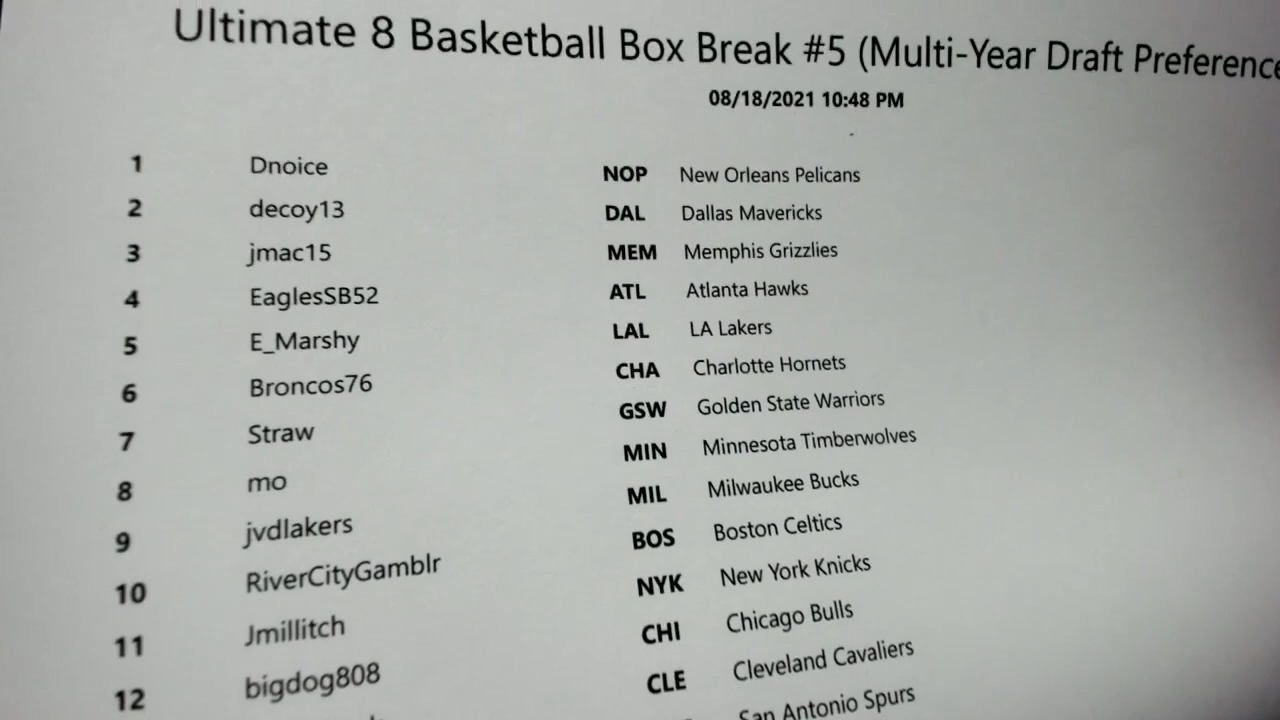 Ultimate 8 Basketball Box Break #5 (Multi-Year Draft Preference
08/18/2021 10:48 PM
1 Dnoice NOP New Orleans Pelicans
2 decoy13 DAL Dallas Mavericks
3 jmac15 MEM Memphis Grizzlies
4 EaglesSB52 ATL Atlanta Hawks
5 E_Marshy LAL LA Lakers
6 Broncos76 CHA Charlotte Hornets
7 Straw GSW Golden State Warriors
8 mo MIN Minnesota Timberwolves
9 jvdlakers MIL Milwaukee Bucks
10 RiverCityGamblr BOS Boston Celtics
11 Jmillitch NYK New York Knicks
12 bigdog808 CHI Chicago Bulls
CLE Cleveland Cavaliers
San Antonio Spurs